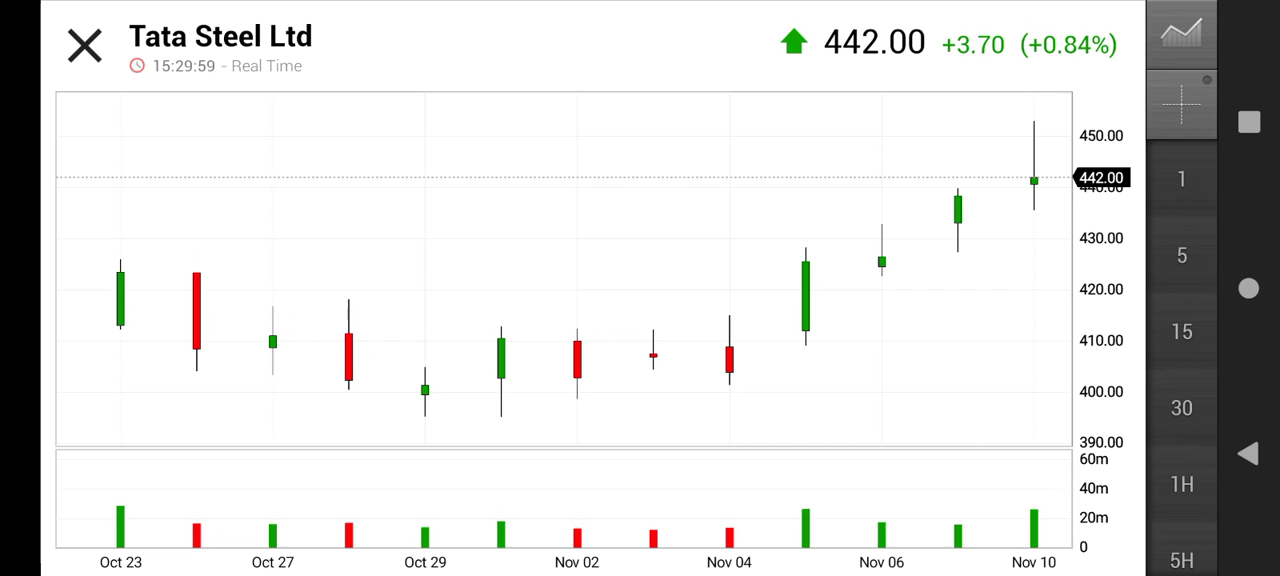 Tata Steel Ltd
442.00 +3.70 (+0.84%)
15:29:59 - Real Time
450.00
442.00
440.00
430.00
420.00
410.00
400.00
390.00
60m
40m
20m
0
Oct 23 Oct 27 Oct 29 Nov 02 Nov 04 Nov 06 Nov 10
1
5
15
30
1H
5H